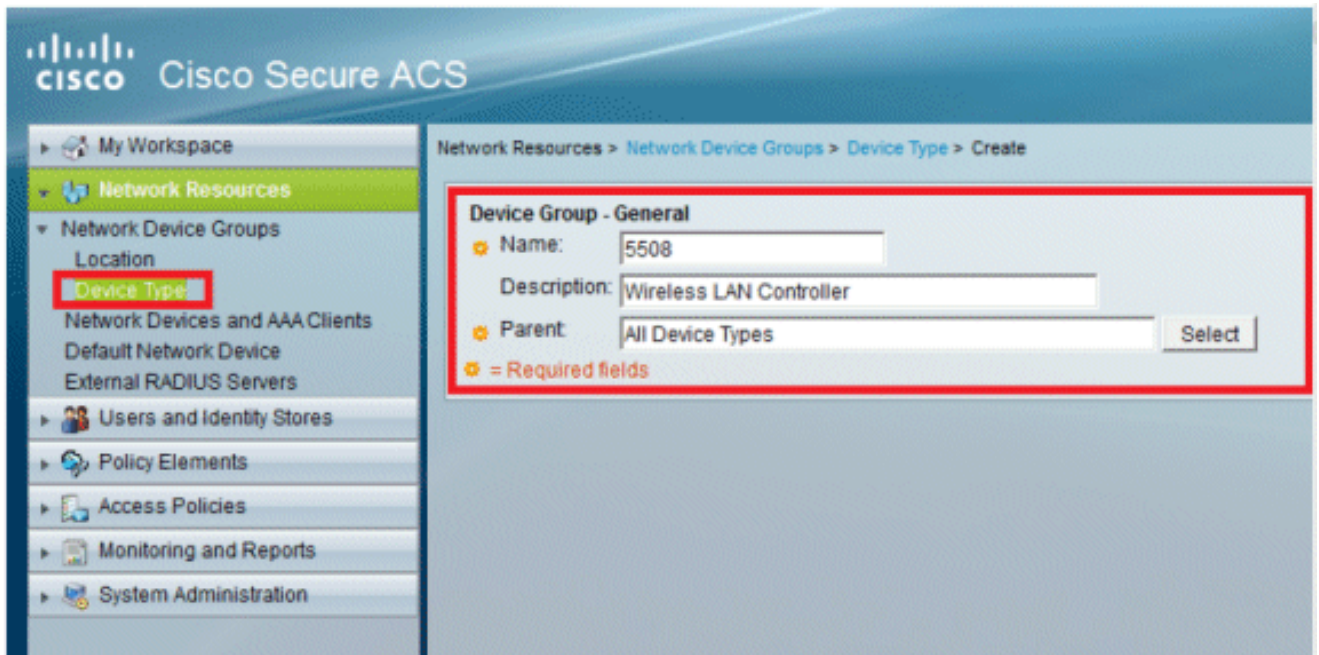 CISCO Cisco Secure ACS
My Workspace
Network Resources
Network Device Groups
Location
Device Type
Network Devices and AAA Clients
Default Network Device
External RADIUS Servers
Users and Identity Stores
Policy Elements
Access Policies
Monitoring and Reports
System Administration
Network Resources > Network Device Groups > Device Type > Create
Device Group - General
Name: 5508
Description: Wireless LAN Controller
Parent: All Device Types Select
= Required fields